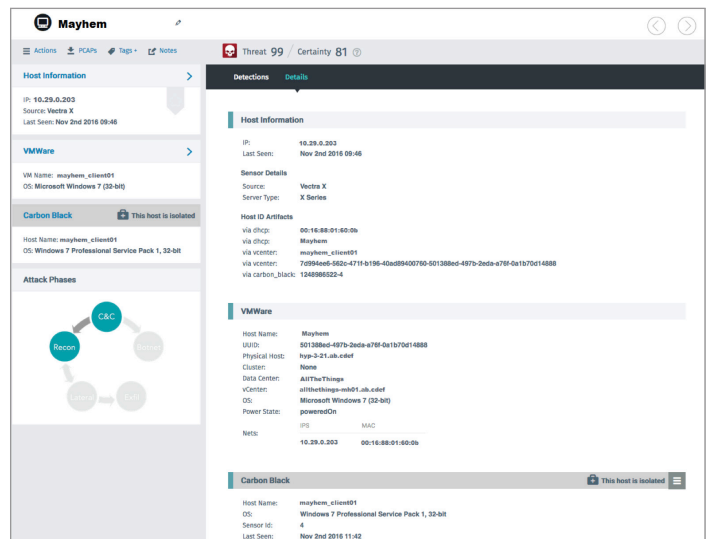 Mayhem
Actions PCAPs Tags Notes
Threat 99 / Certainty 81
Host Information
IP: 10.29.0.203
Source: Vectra X
Last Seen: Nov 2nd 2016 09:46
VMWare
VM Name: mayhem_client01
OS: Microsoft Windows 7 (32-bit)
Carbon Black This host is isolated
Host Name: mayhem_client01
OS: Windows 7 Professional Service Pack 1, 32-bit
Attack Phases
C&C
Recon Botnet
Lateral Exfil
Detections Details
Host Information
IP: 10.29.0.203
Last Seen: Nov 2nd 2016 09:46
Sensor Details
Source: Vectra X
Server Type: X Series
Host ID Artifacts
via dhcp: 00:16:88:01:60:0b
via dhcp: Mayhem
via vcenter: mayhem_client01
via vcenter: 7d994ee6-562c-471f-b196-40ad89400760-501388ed-497b-2eda-a76f-0a1b70d14888
via carbon_black: 1248986522-4
VMWare
Host Name: Mayhem
UUID: 501388ed-497b-2eda-a76f-0a1b70d14888
Physical Host: hyp-3-21.ab.cdef
Cluster: None
Data Center: AllTheThings
vCenter: allthethings-mh01.ab.cdef
OS: Microsoft Windows 7 (32-bit)
Power State: poweredOn
Nets:
IPS MAC
10.29.0.203 00:16:88:01:60:0b
Carbon Black This host is isolated
Host Name: mayhem_client01
OS: Windows 7 Professional Service Pack 1, 32-bit
Sensor Id: 4
Last Seen: Nov 2nd 2016 11:42